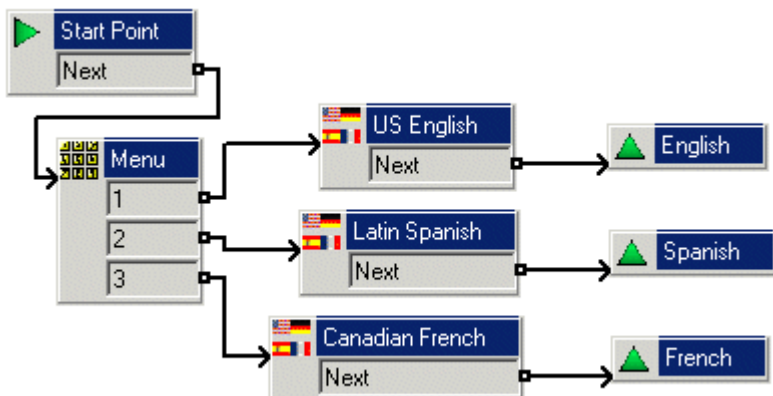 Start Point
Next
Menu
1
2
3
US English
Next
English
Latin Spanish
Next
Spanish
Canadian French
Next
French